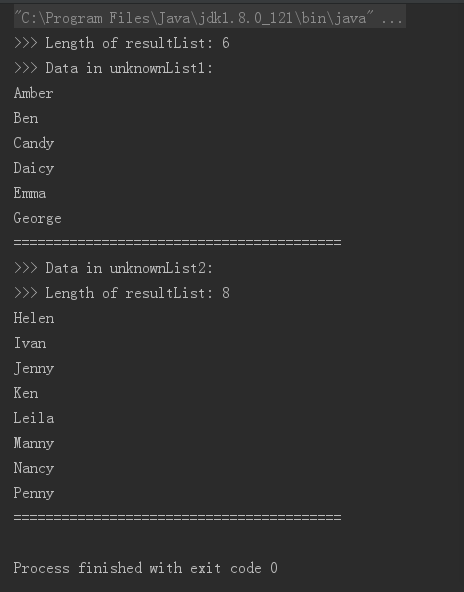 "C:\Program Files\Java\jdk1.8.0_121\bin\java" ...
>>> Length of resultList: 6
>>> Data in unknownList1:
Amber
Ben
Candy
Daicy
Emma
George
=========================================
>>> Data in unknownList2:
>>> Length of resultList: 8
Helen
Ivan
Jenny
Ken
Leila
Manny
Nancy
Penny
=========================================
Process finished with exit code 0